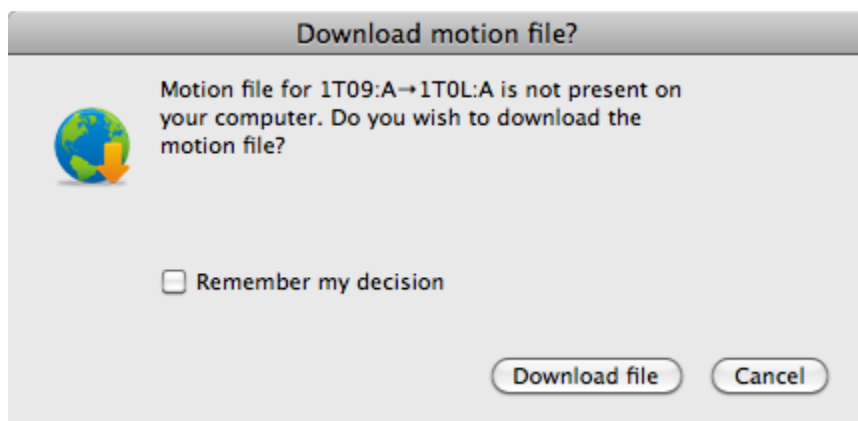 Download motion file?
Motion file for 1T09:A→1T0L:A is not present on
your computer. Do you wish to download the
motion file?
Remember my decision
Download file
Cancel